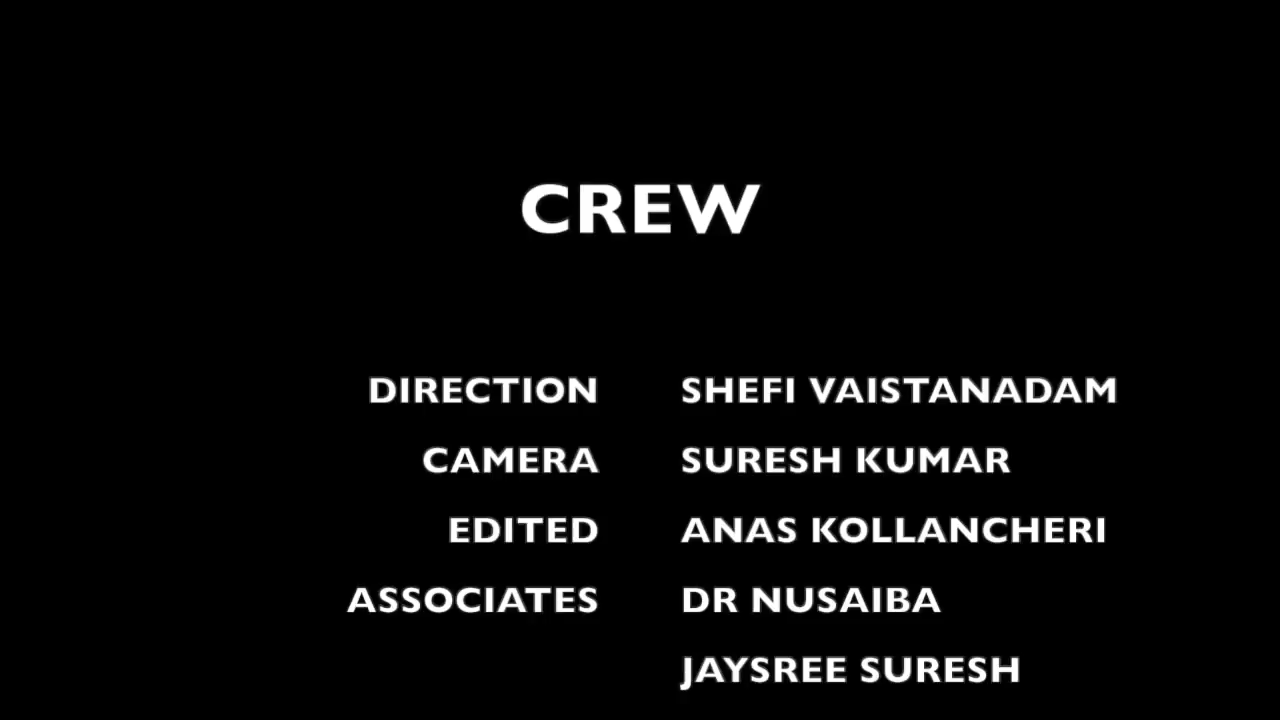 CREW
DIRECTION SHEFI VAISTANADAM
CAMERA SURESH KUMAR
EDITED ANAS KOLLANCHERI
ASSOCIATES DR NUSAIBA
JAYSREE SURESH